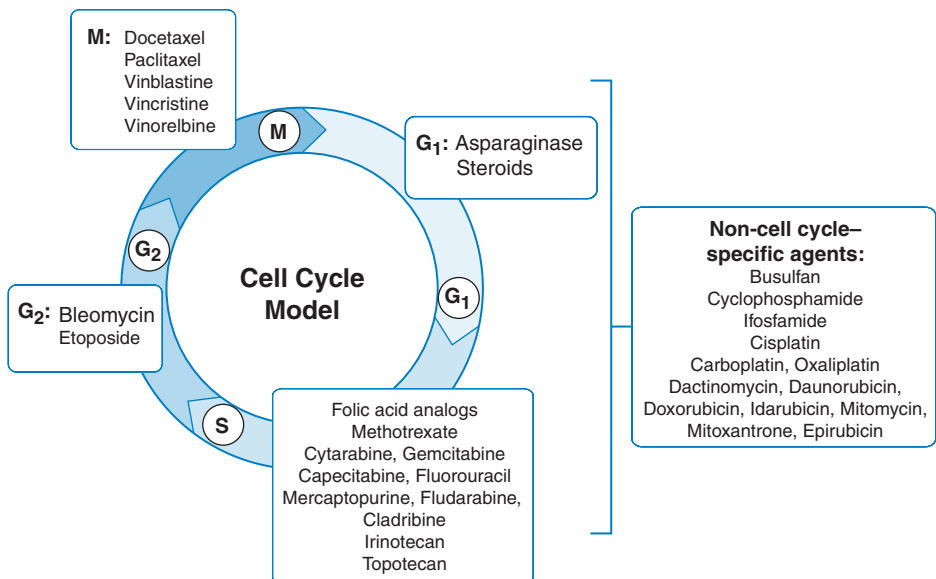 M: Docetaxel
Paclitaxel
Vinblastine
Vincristine
Vinorelbine
M
G1: Asparaginase
Steroids
G2
Cell Cycle
Model
G1
G2: Bleomycin
Etoposide
S
Folic acid analogs
Methotrexate
Cytarabine, Gemcitabine
Capecitabine, Fluorouracil
Mercaptopurine, Fludarabine,
Cladribine
Irinotecan
Topotecan
Non-cell cycle–
specific agents:
Busulfan
Cyclophosphamide
Ifosfamide
Cisplatin
Carboplatin, Oxaliplatin
Dactinomycin, Daunorubicin,
Doxorubicin, Idarubicin, Mitomycin,
Mitoxantrone, Epirubicin